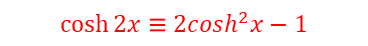 cosh 2x ≡ 2cosh²x − 1